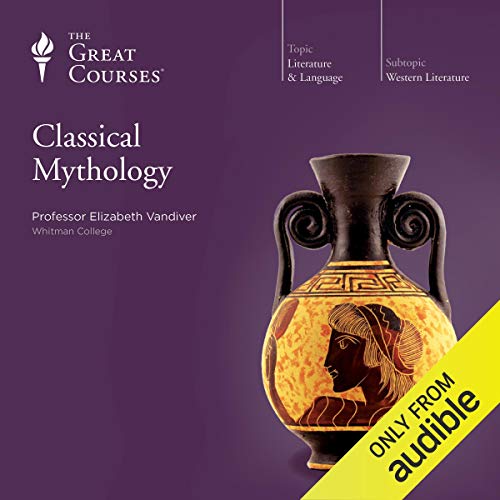 THE
GREAT
COURSES®
Topic
Literature
& Language
Subtopic
Western Literature
Classical
Mythology
Professor Elizabeth Vandiver
Whitman College
ONLY FROM
audible